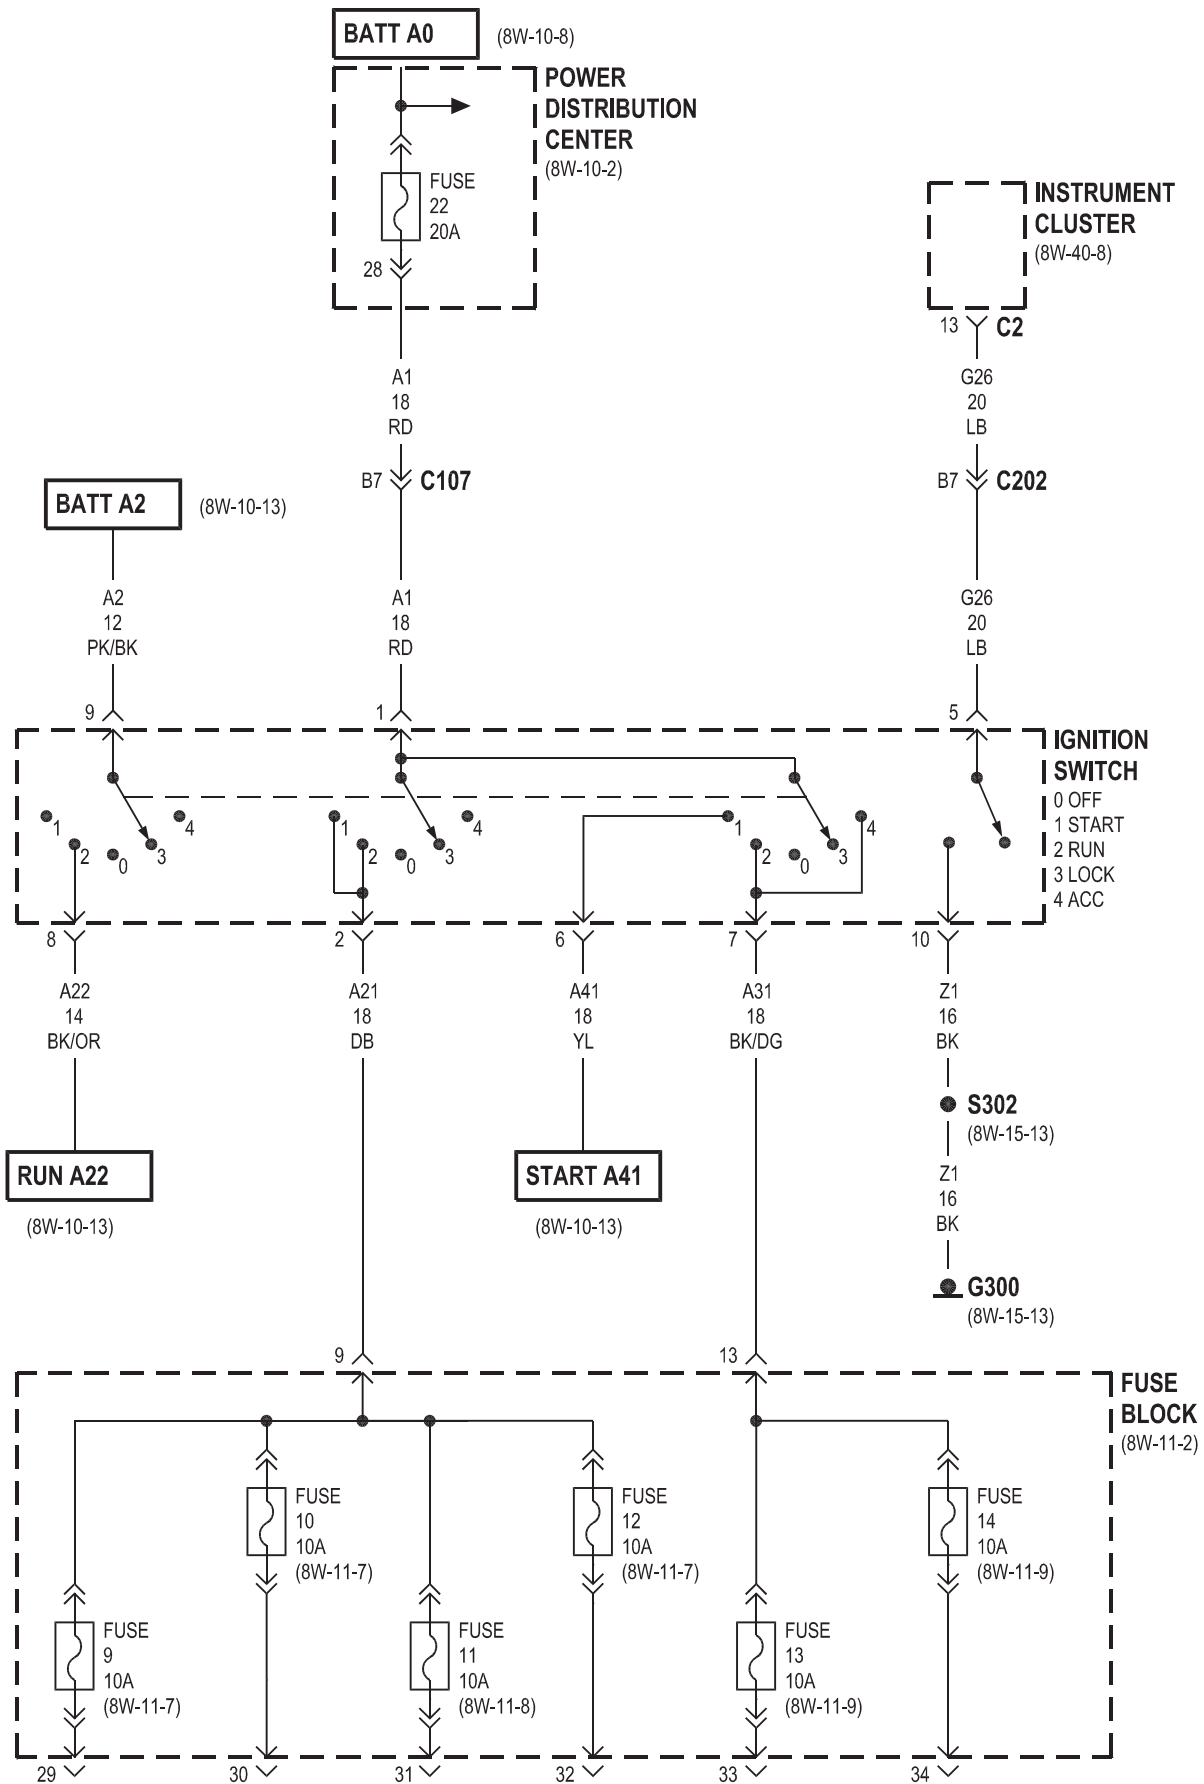 BATT A0
(8W-10-8)
POWER
DISTRIBUTION
CENTER
(8W-10-2)
FUSE
22
20A
28
INSTRUMENT
CLUSTER
(8W-40-8)
13
C2
A1
18
RD
G26
20
LB
B7
C107
B7
C202
BATT A2
(8W-10-13)
A2
12
PK/BK
A1
18
RD
G26
20
LB
9
1
5
IGNITION
SWITCH
0 OFF
1 START
2 RUN
3 LOCK
4 ACC
1
2
0
3
4
1
2
0
3
4
1
2
0
3
4
8
2
6
7
10
A22
14
BK/OR
A21
18
DB
A41
18
YL
A31
18
BK/DG
Z1
16
BK
S302
(8W-15-13)
RUN A22
(8W-10-13)
START A41
(8W-10-13)
Z1
16
BK
G300
(8W-15-13)
9
13
FUSE
BLOCK
(8W-11-2)
FUSE
10
10A
(8W-11-7)
FUSE
12
10A
(8W-11-7)
FUSE
14
10A
(8W-11-9)
FUSE
9
10A
(8W-11-7)
FUSE
11
10A
(8W-11-8)
FUSE
13
10A
(8W-11-9)
29
30
31
32
33
34